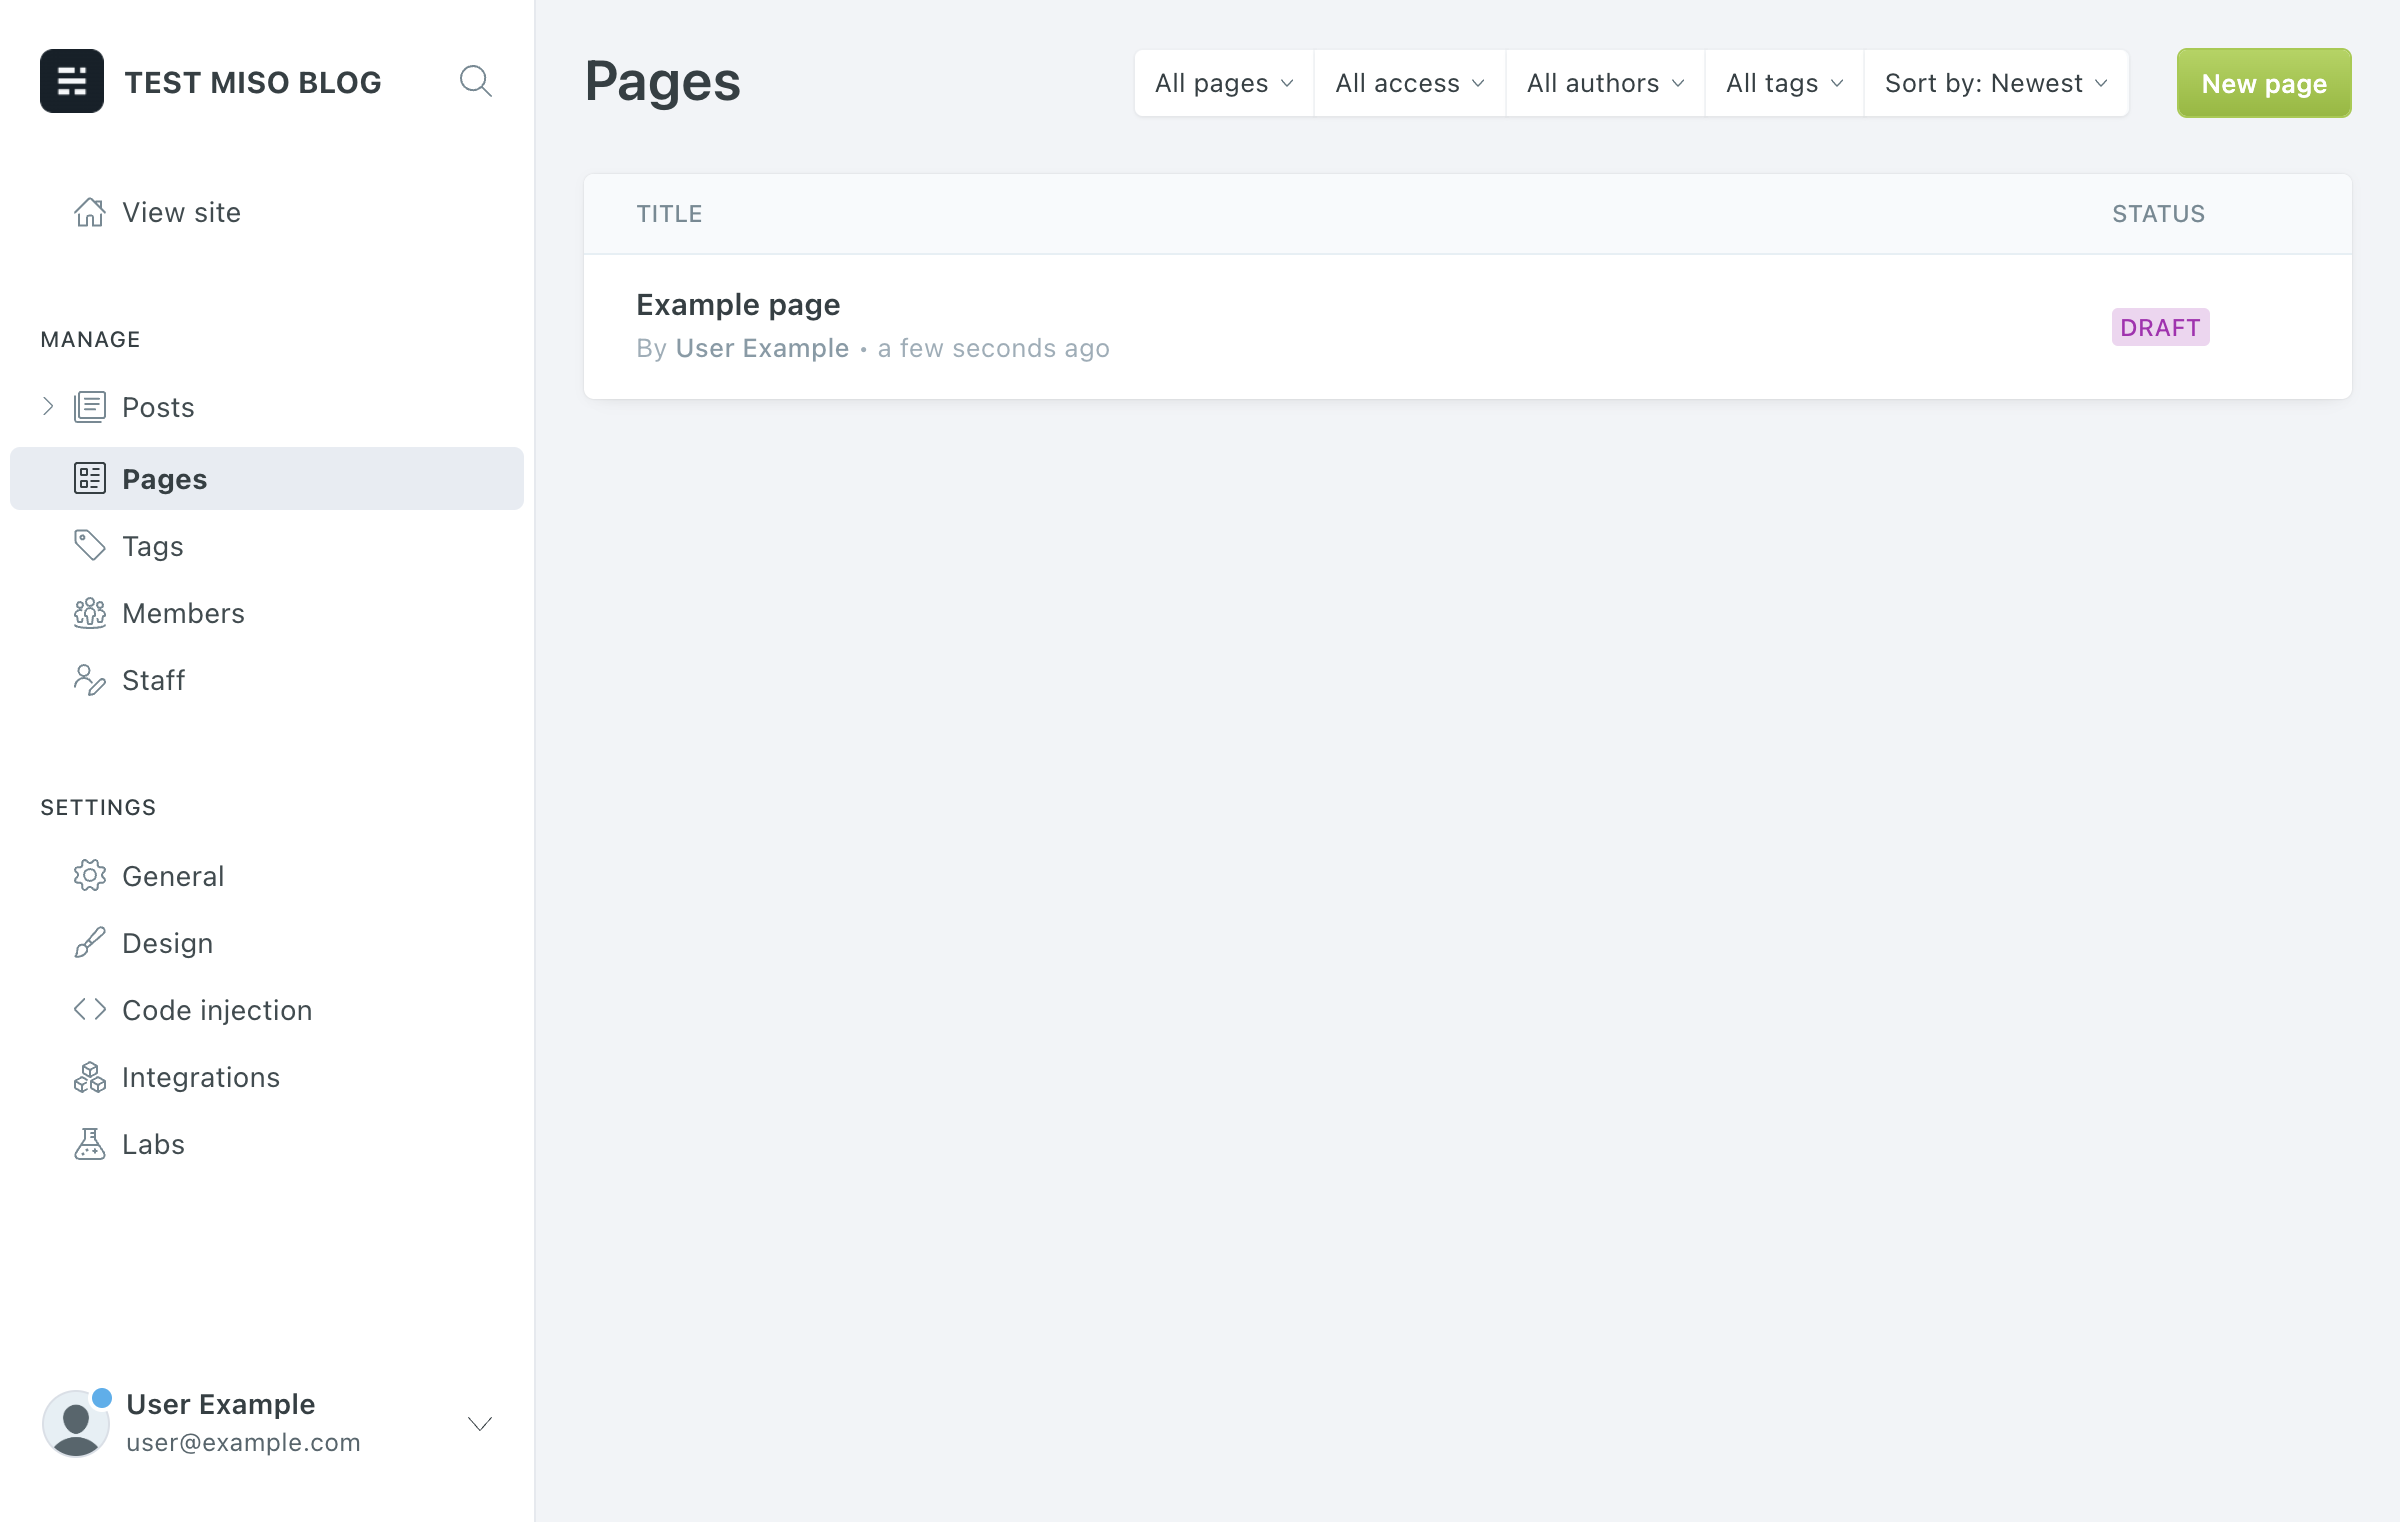 TEST MISO BLOG
View site
MANAGE
Posts
Pages
Tags
Members
Staff
SETTINGS
General
Design
Code injection
Integrations
Labs
User Example
user@example.com
Pages
All pages
All access
All authors
All tags
Sort by: Newest
New page
TITLE
STATUS
Example page
By User Example • a few seconds ago
DRAFT